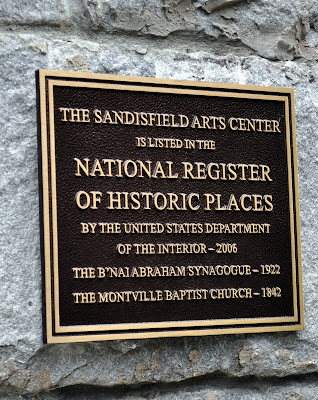 THE SANDISFIELD ARTS CENTER
IS LISTED IN THE
NATIONAL REGISTER
OF HISTORIC PLACES
BY THE UNITED STATES DEPARTMENT
OF THE INTERIOR – 2006
THE B'NAI ABRAHAM SYNAGOGUE – 1922
THE MONTVILLE BAPTIST CHURCH – 1842